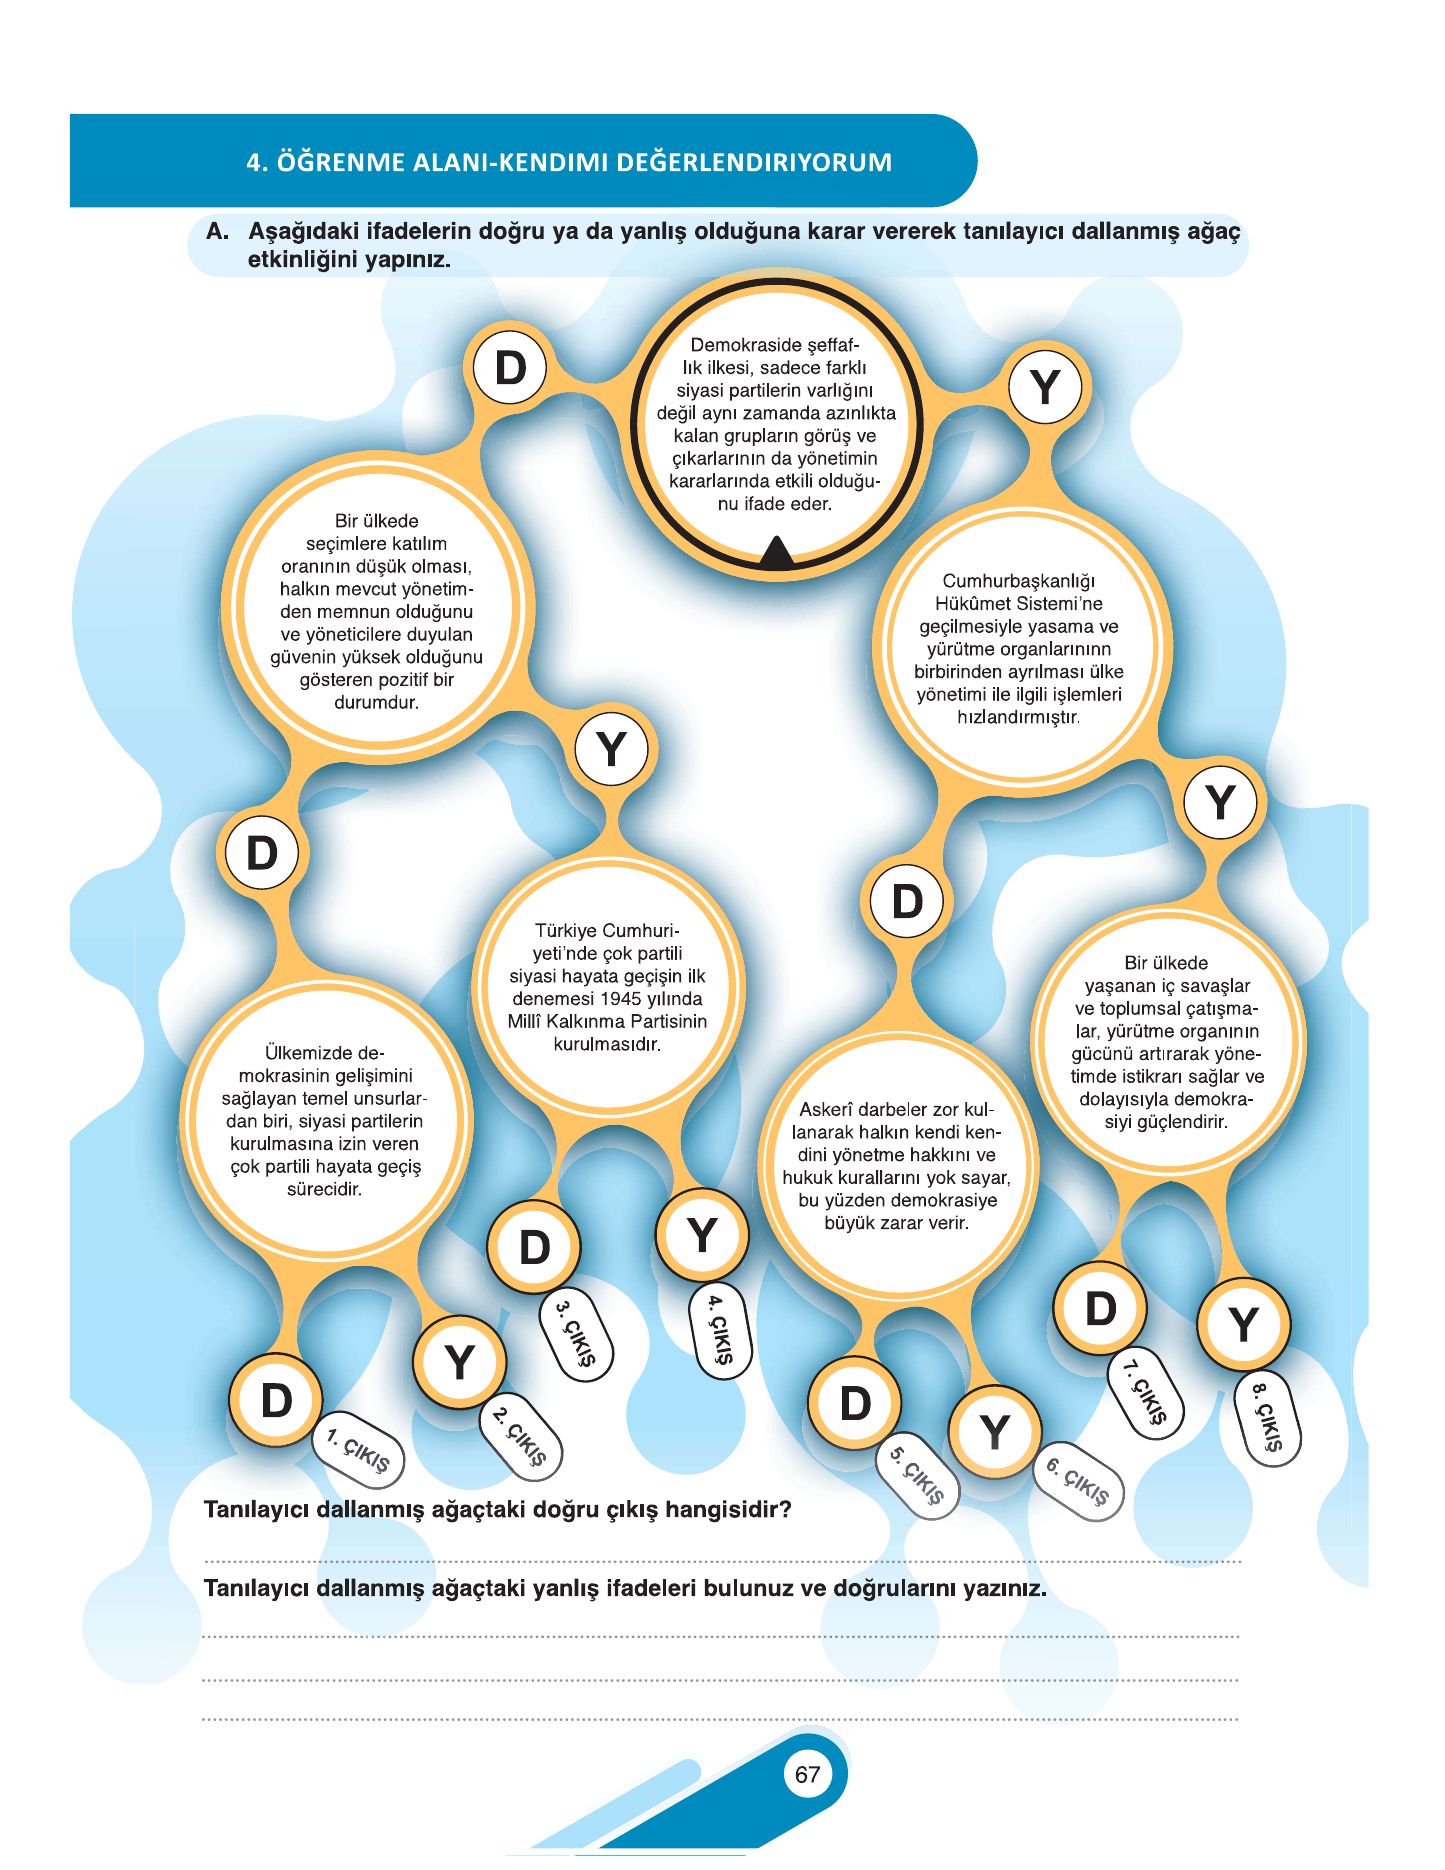 4. ÖĞRENME ALANI-KENDIMI DEĞERLENDIRIYORUM
A. Aşağıdaki ifadelerin doğru ya da yanlış olduğuna karar vererek tanılayıcı dallanmış ağaç
etkinliğini yapınız.
Demokraside şeffaf-
lık ilkesi, sadece farklı
siyasi partilerin varlığını
değil aynı zamanda azınlıkta
kalan grupların görüş ve
çıkarlarının da yönetimin
kararlarında etkili olduğu-
nu ifade eder.
D
Y
Bir ülkede
seçimlere katılım
oranının düşük olması,
halkın mevcut yönetim-
den memnun olduğunu
ve yöneticilere duyulan
güvenin yüksek olduğunu
gösteren pozitif bir
durumdur.
Cumhurbaşkanlığı
Hükûmet Sistemi’ne
geçilmesiyle yasama ve
yürütme organlarınınn
birbirinden ayrılması ülke
yönetimi ile ilgili işlemleri
hızlandırmıştır.
D
Y
D
Y
Ülkemizde de-
mokrasinin gelişimini
sağlayan temel unsurlar-
dan biri, siyasi partilerin
kurulmasına izin veren
çok partili hayata geçiş
sürecidir.
Türkiye Cumhuri-
yeti’nde çok partili
siyasi hayata geçişin ilk
denemesi 1945 yılında
Millî Kalkınma Partisinin
kurulmasıdır.
Askerî darbeler zor kul-
lanarak halkın kendi ken-
dini yönetme hakkını ve
hukuk kurallarını yok sayar,
bu yüzden demokrasiye
büyük zarar verir.
Bir ülkede
yaşanan iç savaşlar
ve toplumsal çatışma-
lar, yürütme organının
gücünü artırarak yöne-
timde istikrarı sağlar ve
dolayısıyla demokra-
siyi güçlendirir.
D
1. ÇIKIŞ
Y
2. ÇIKIŞ
D
3. ÇIKIŞ
Y
4. ÇIKIŞ
D
5. ÇIKIŞ
Y
6. ÇIKIŞ
D
7. ÇIKIŞ
Y
8. ÇIKIŞ
Tanılayıcı dallanmış ağaçtaki doğru çıkış hangisidir?
Tanılayıcı dallanmış ağaçtaki yanlış ifadeleri bulunuz ve doğrularını yazınız.
67